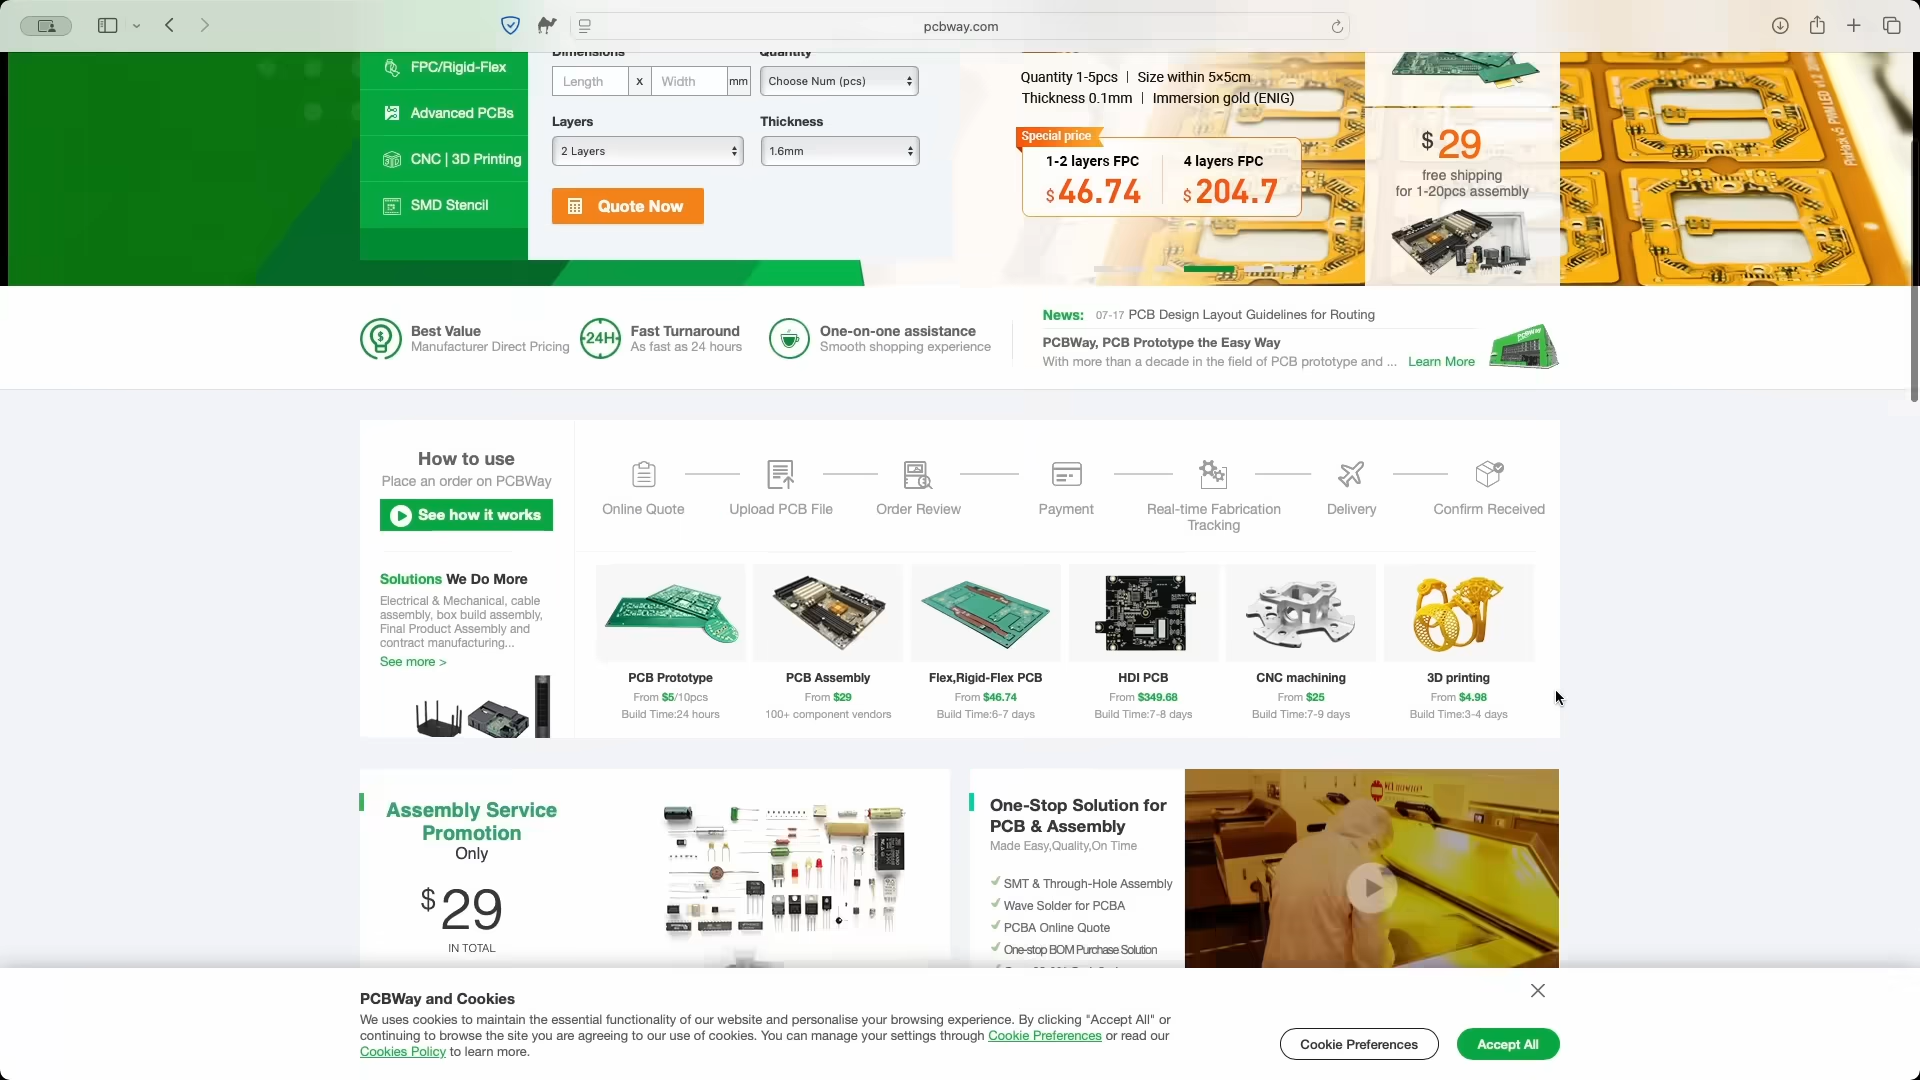 pcbway.com
Dimensions
Quantity
FPC/Rigid-Flex
Length
x
Width
mm
Choose Num (pcs)
Advanced PCBs
Layers
Thickness
2 Layers
1.6mm
CNC | 3D Printing
SMD Stencil
Quote Now
Quantity 1-5pcs | Size within 5×5cm
Thickness 0.1mm | Immersion gold (ENIG)
Special price
1-2 layers FPC
4 layers FPC
$46.74
$204.7
$29
free shipping
for 1-20pcs assembly
Best Value
Manufacturer Direct Pricing
24H
Fast Turnaround
As fast as 24 hours
One-on-one assistance
Smooth shopping experience
News: 07-17 PCB Design Layout Guidelines for Routing
PCBWay, PCB Prototype the Easy Way
With more than a decade in the field of PCB prototype and ... Learn More
How to use
Place an order on PCBWay
See how it works
Online Quote
Upload PCB File
Order Review
Payment
Real-time Fabrication
Tracking
Delivery
Confirm Received
Solutions We Do More
Electrical & Mechanical, cable
assembly, box build assembly,
Final Product Assembly and
contract manufacturing...
See more >
PCB Prototype
From $5/10pcs
Build Time:24 hours
PCB Assembly
From $29
100+ component vendors
Flex,Rigid-Flex PCB
From $46.74
Build Time:6-7 days
HDI PCB
From $349.68
Build Time:7-8 days
CNC machining
From $25
Build Time:7-9 days
3D printing
From $4.98
Build Time:3-4 days
Assembly Service
Promotion
Only
$29
IN TOTAL
One-Stop Solution for
PCB & Assembly
Made Easy,Quality,On Time
SMT & Through-Hole Assembly
Wave Solder for PCBA
PCBA Online Quote
One-stop BOM Purchase Solution
PCBWay and Cookies
We uses cookies to maintain the essential functionality of our website and personalise your browsing experience. By clicking "Accept All" or
continuing to browse the site you are agreeing to our use of cookies. You can manage your settings through Cookie Preferences or read our
Cookies Policy to learn more.
Cookie Preferences
Accept All